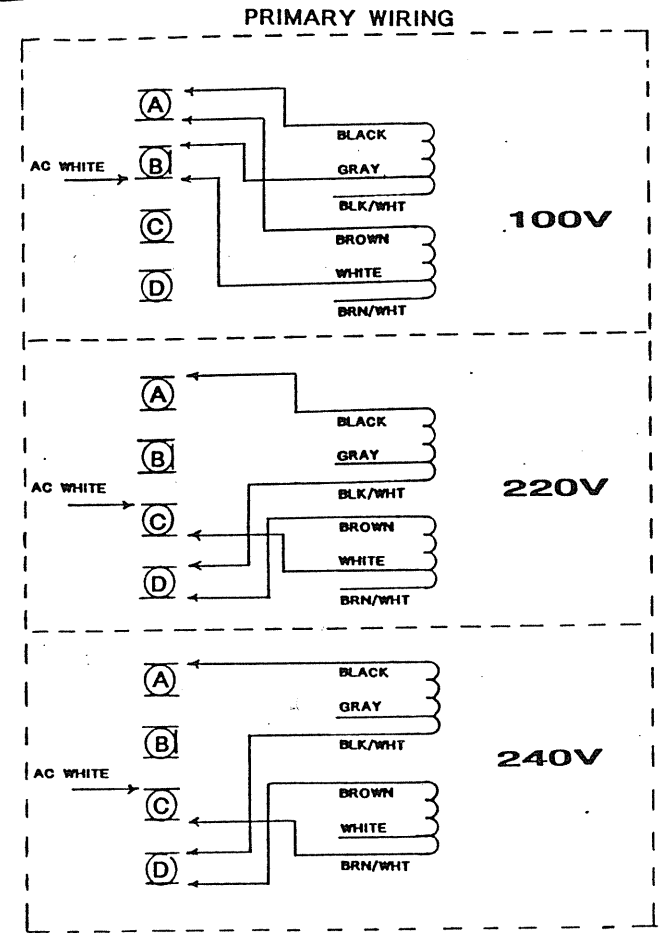 PRIMARY WIRING
A
BLACK
B
GRAY
AC WHITE
BLK/WHT
C
100V
BROWN
WHITE
D
BRN/WHT
A
BLACK
B
GRAY
AC WHITE
BLK/WHT
220V
C
BROWN
WHITE
D
BRN/WHT
A
BLACK
GRAY
B
BLK/WHT
240V
AC WHITE
BROWN
C
WHITE
D
BRN/WHT